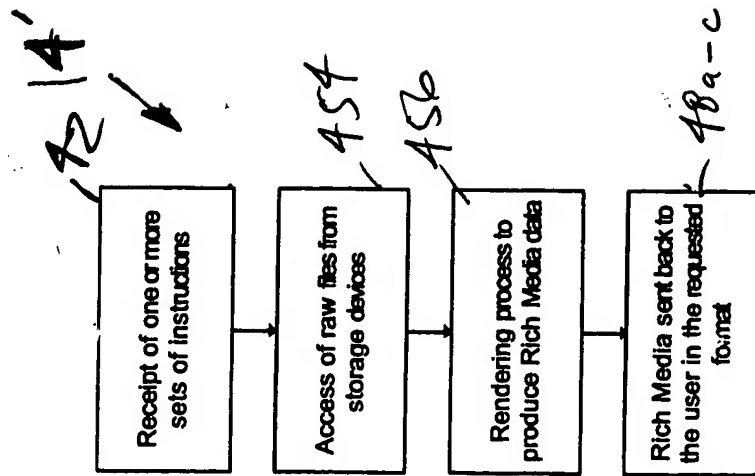 14'
42
Receipt of one or more
sets of instructions
454
Access of raw files from
storage devices
456
Rendering process to
produce Rich Media data
48a-c
Rich Media sent back to
the user in the requested
format